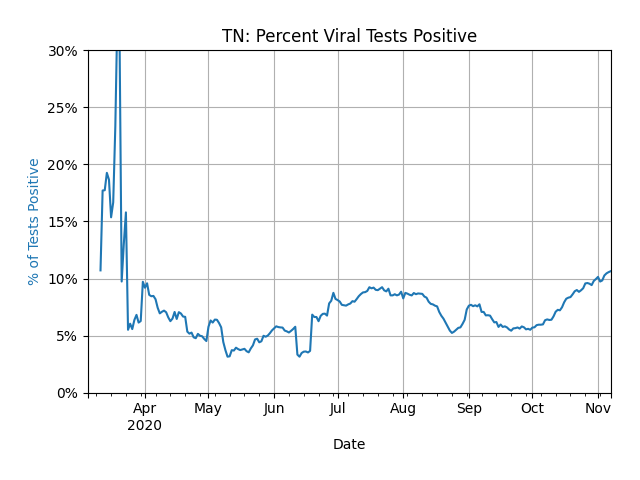 TN: Percent Viral Tests Positive
30%
25%
20%
15%
10%
5%
0%
% of Tests Positive
Apr May Jun Jul Aug Sep Oct Nov
2020
Date